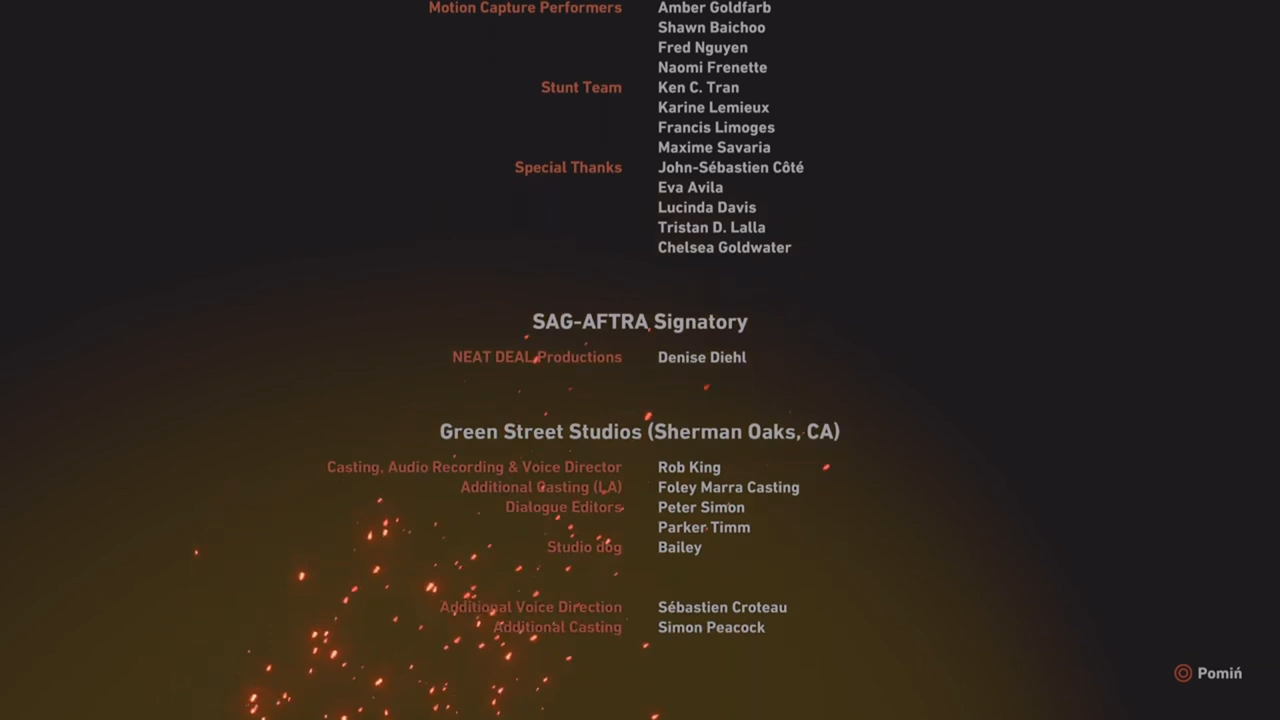 Motion Capture Performers Amber Goldfarb
Shawn Baichoo
Fred Nguyen
Naomi Frenette
Stunt Team Ken C. Tran
Karine Lemieux
Francis Limoges
Maxime Savaria
Special Thanks John-Sébastien Côté
Eva Avila
Lucinda Davis
Tristan D. Lalla
Chelsea Goldwater
SAG-AFTRA Signatory
NEAT DEAL Productions Denise Diehl
Green Street Studios (Sherman Oaks, CA)
Casting, Audio Recording & Voice Director Rob King
Additional Casting (LA) Foley Marra Casting
Dialogue Editors Peter Simon
Parker Timm
Studio dog Bailey
Additional Voice Direction Sébastien Croteau
Additional Casting Simon Peacock
Pomiń